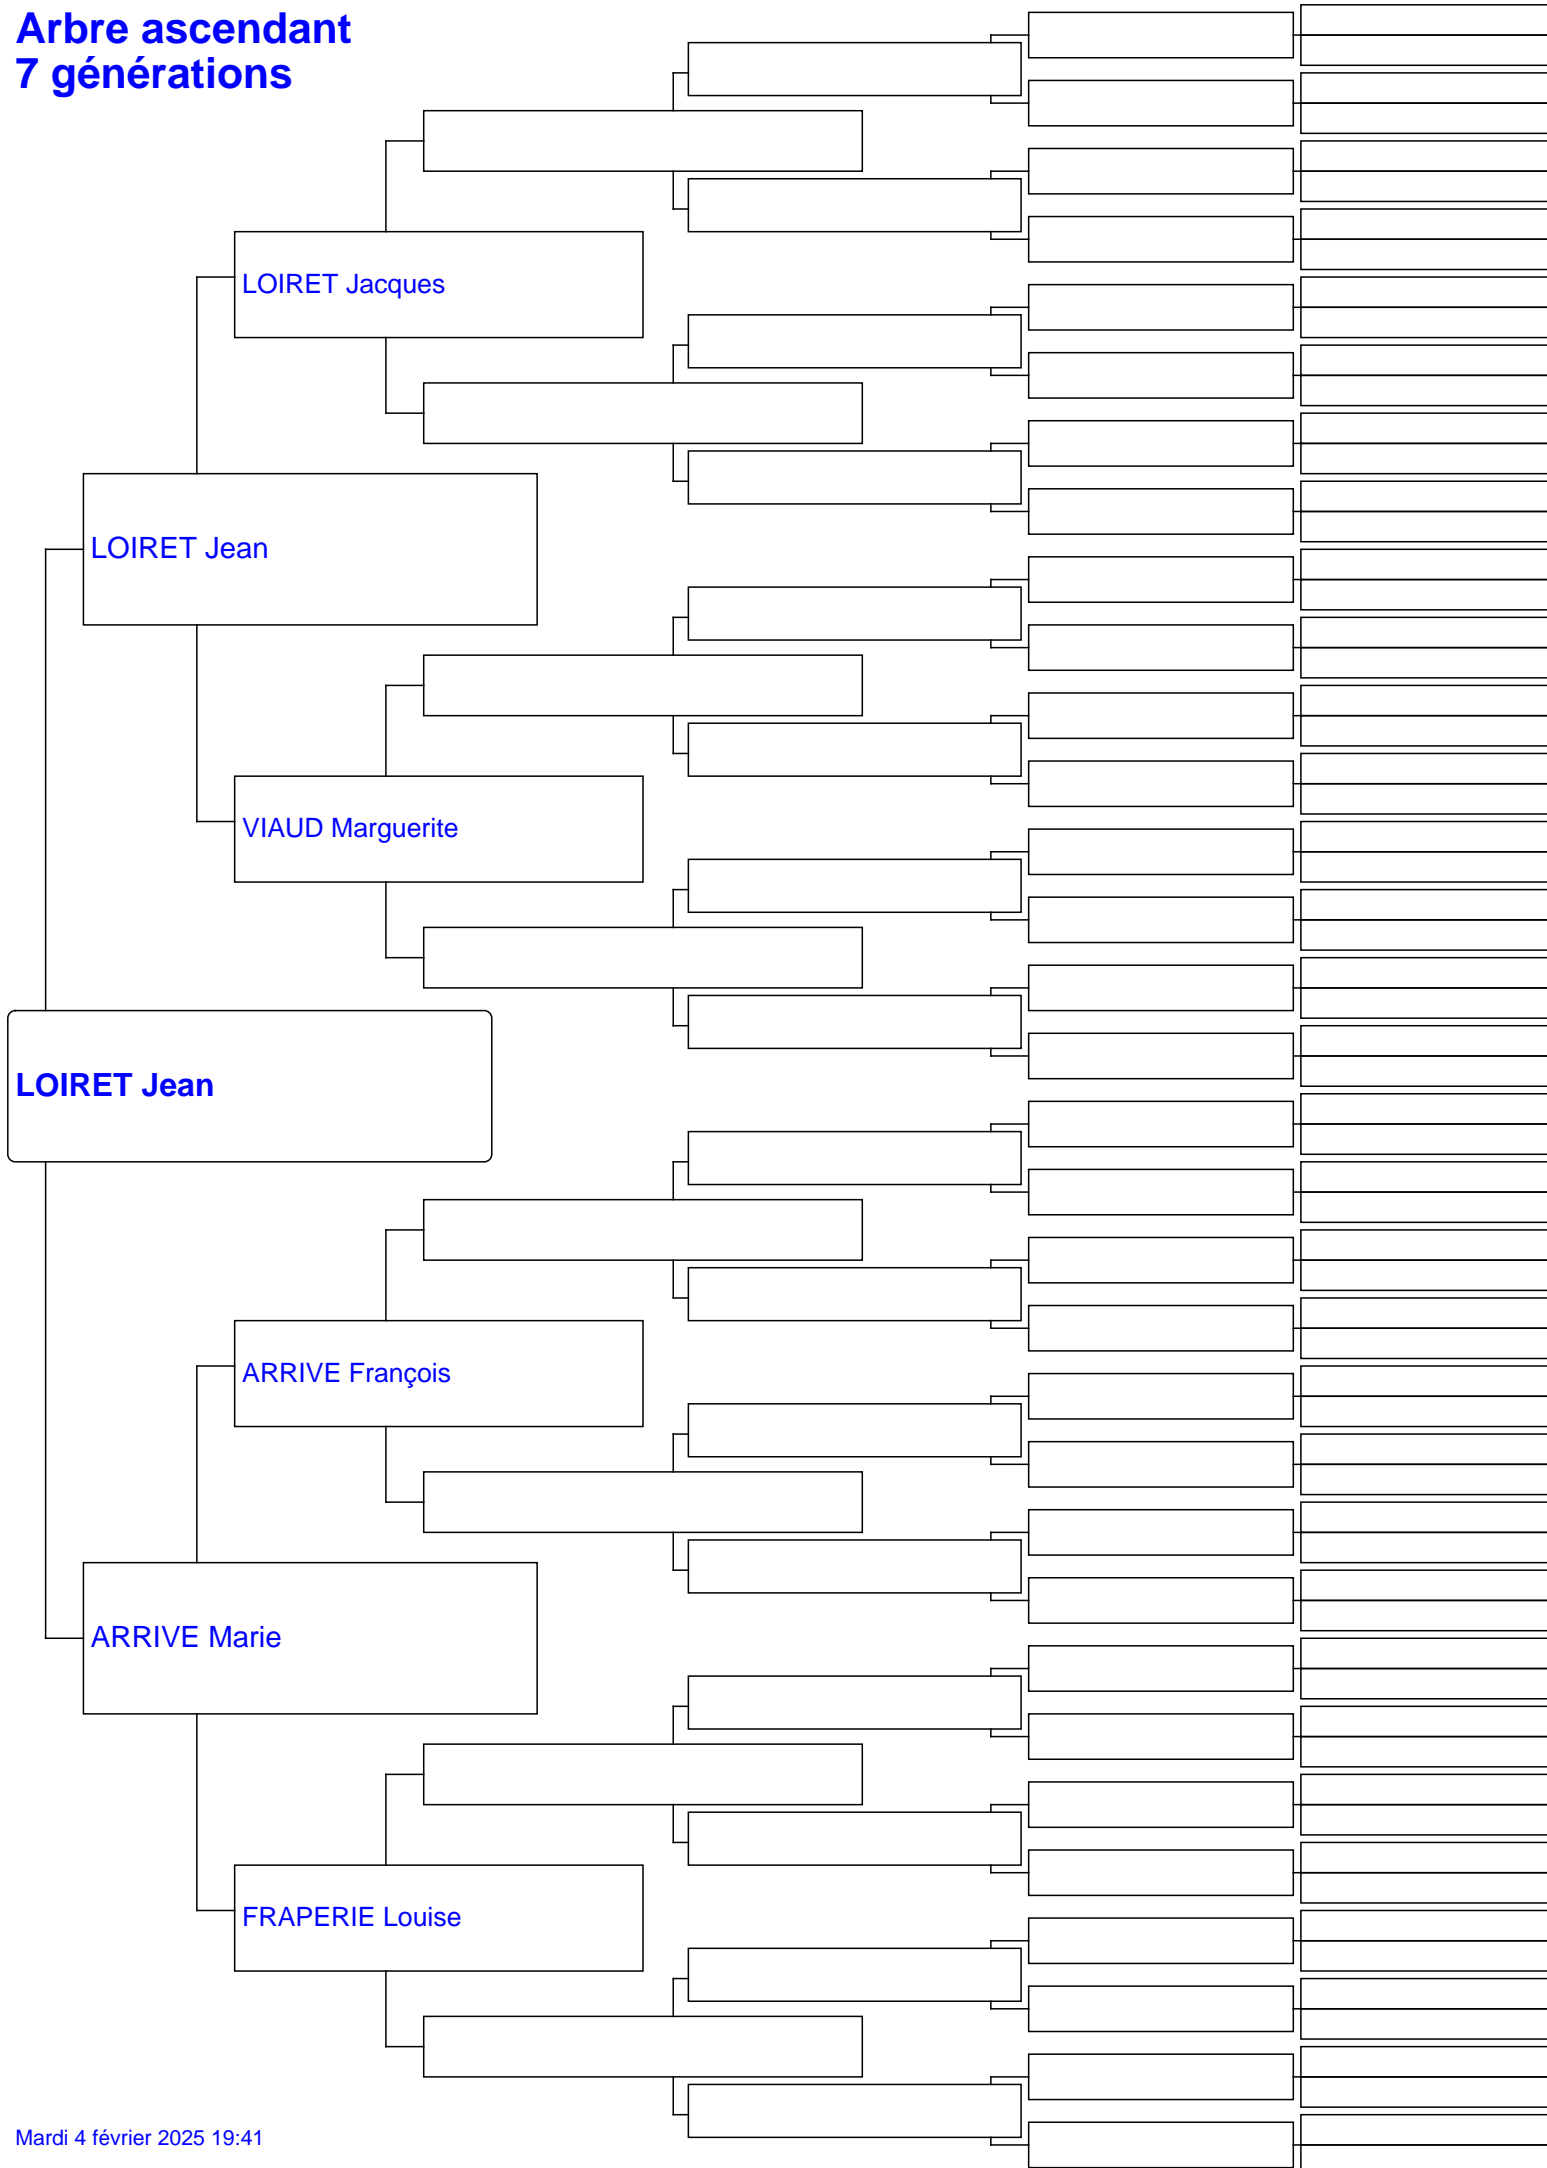 Arbre ascendant
7 générations
LOIRET Jacques
LOIRET Jean
VIAUD Marguerite
LOIRET Jean
ARRIVE François
ARRIVE Marie
FRAPERIE Louise
Mardi 4 février 2025 19:41